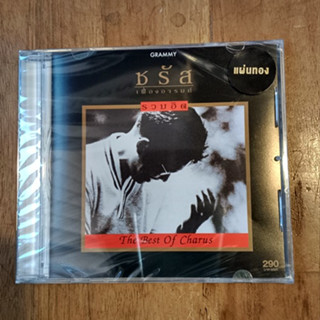 GRAMMY
ชรัส
เฟื่องอารมย์
แผ่นทอง
รวมฮิต
The Best Of Charus
290